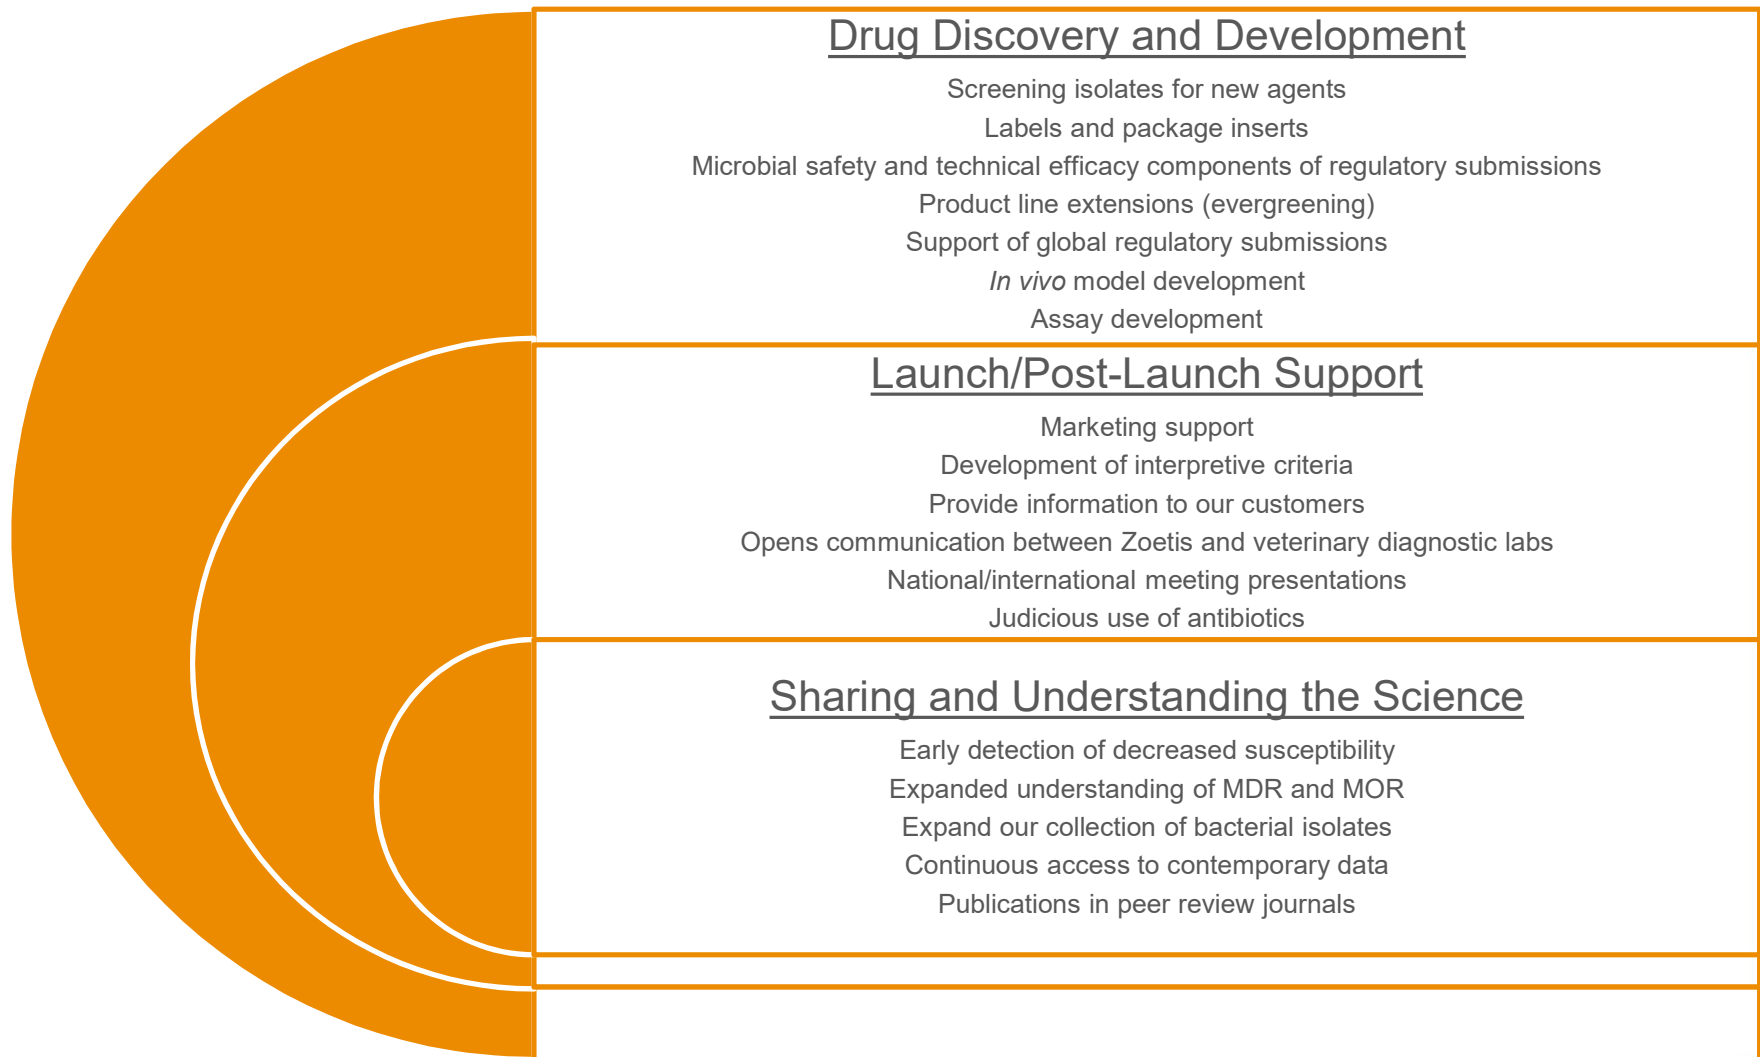 Drug Discovery and Development
Screening isolates for new agents
Labels and package inserts
Microbial safety and technical efficacy components of regulatory submissions
Product line extensions (evergreening)
Support of global regulatory submissions
In vivo model development
Assay development
Launch/Post-Launch Support
Marketing support
Development of interpretive criteria
Provide information to our customers
Opens communication between Zoetis and veterinary diagnostic labs
National/international meeting presentations
Judicious use of antibiotics
Sharing and Understanding the Science
Early detection of decreased susceptibility
Expanded understanding of MDR and MOR
Expand our collection of bacterial isolates
Continuous access to contemporary data
Publications in peer review journals